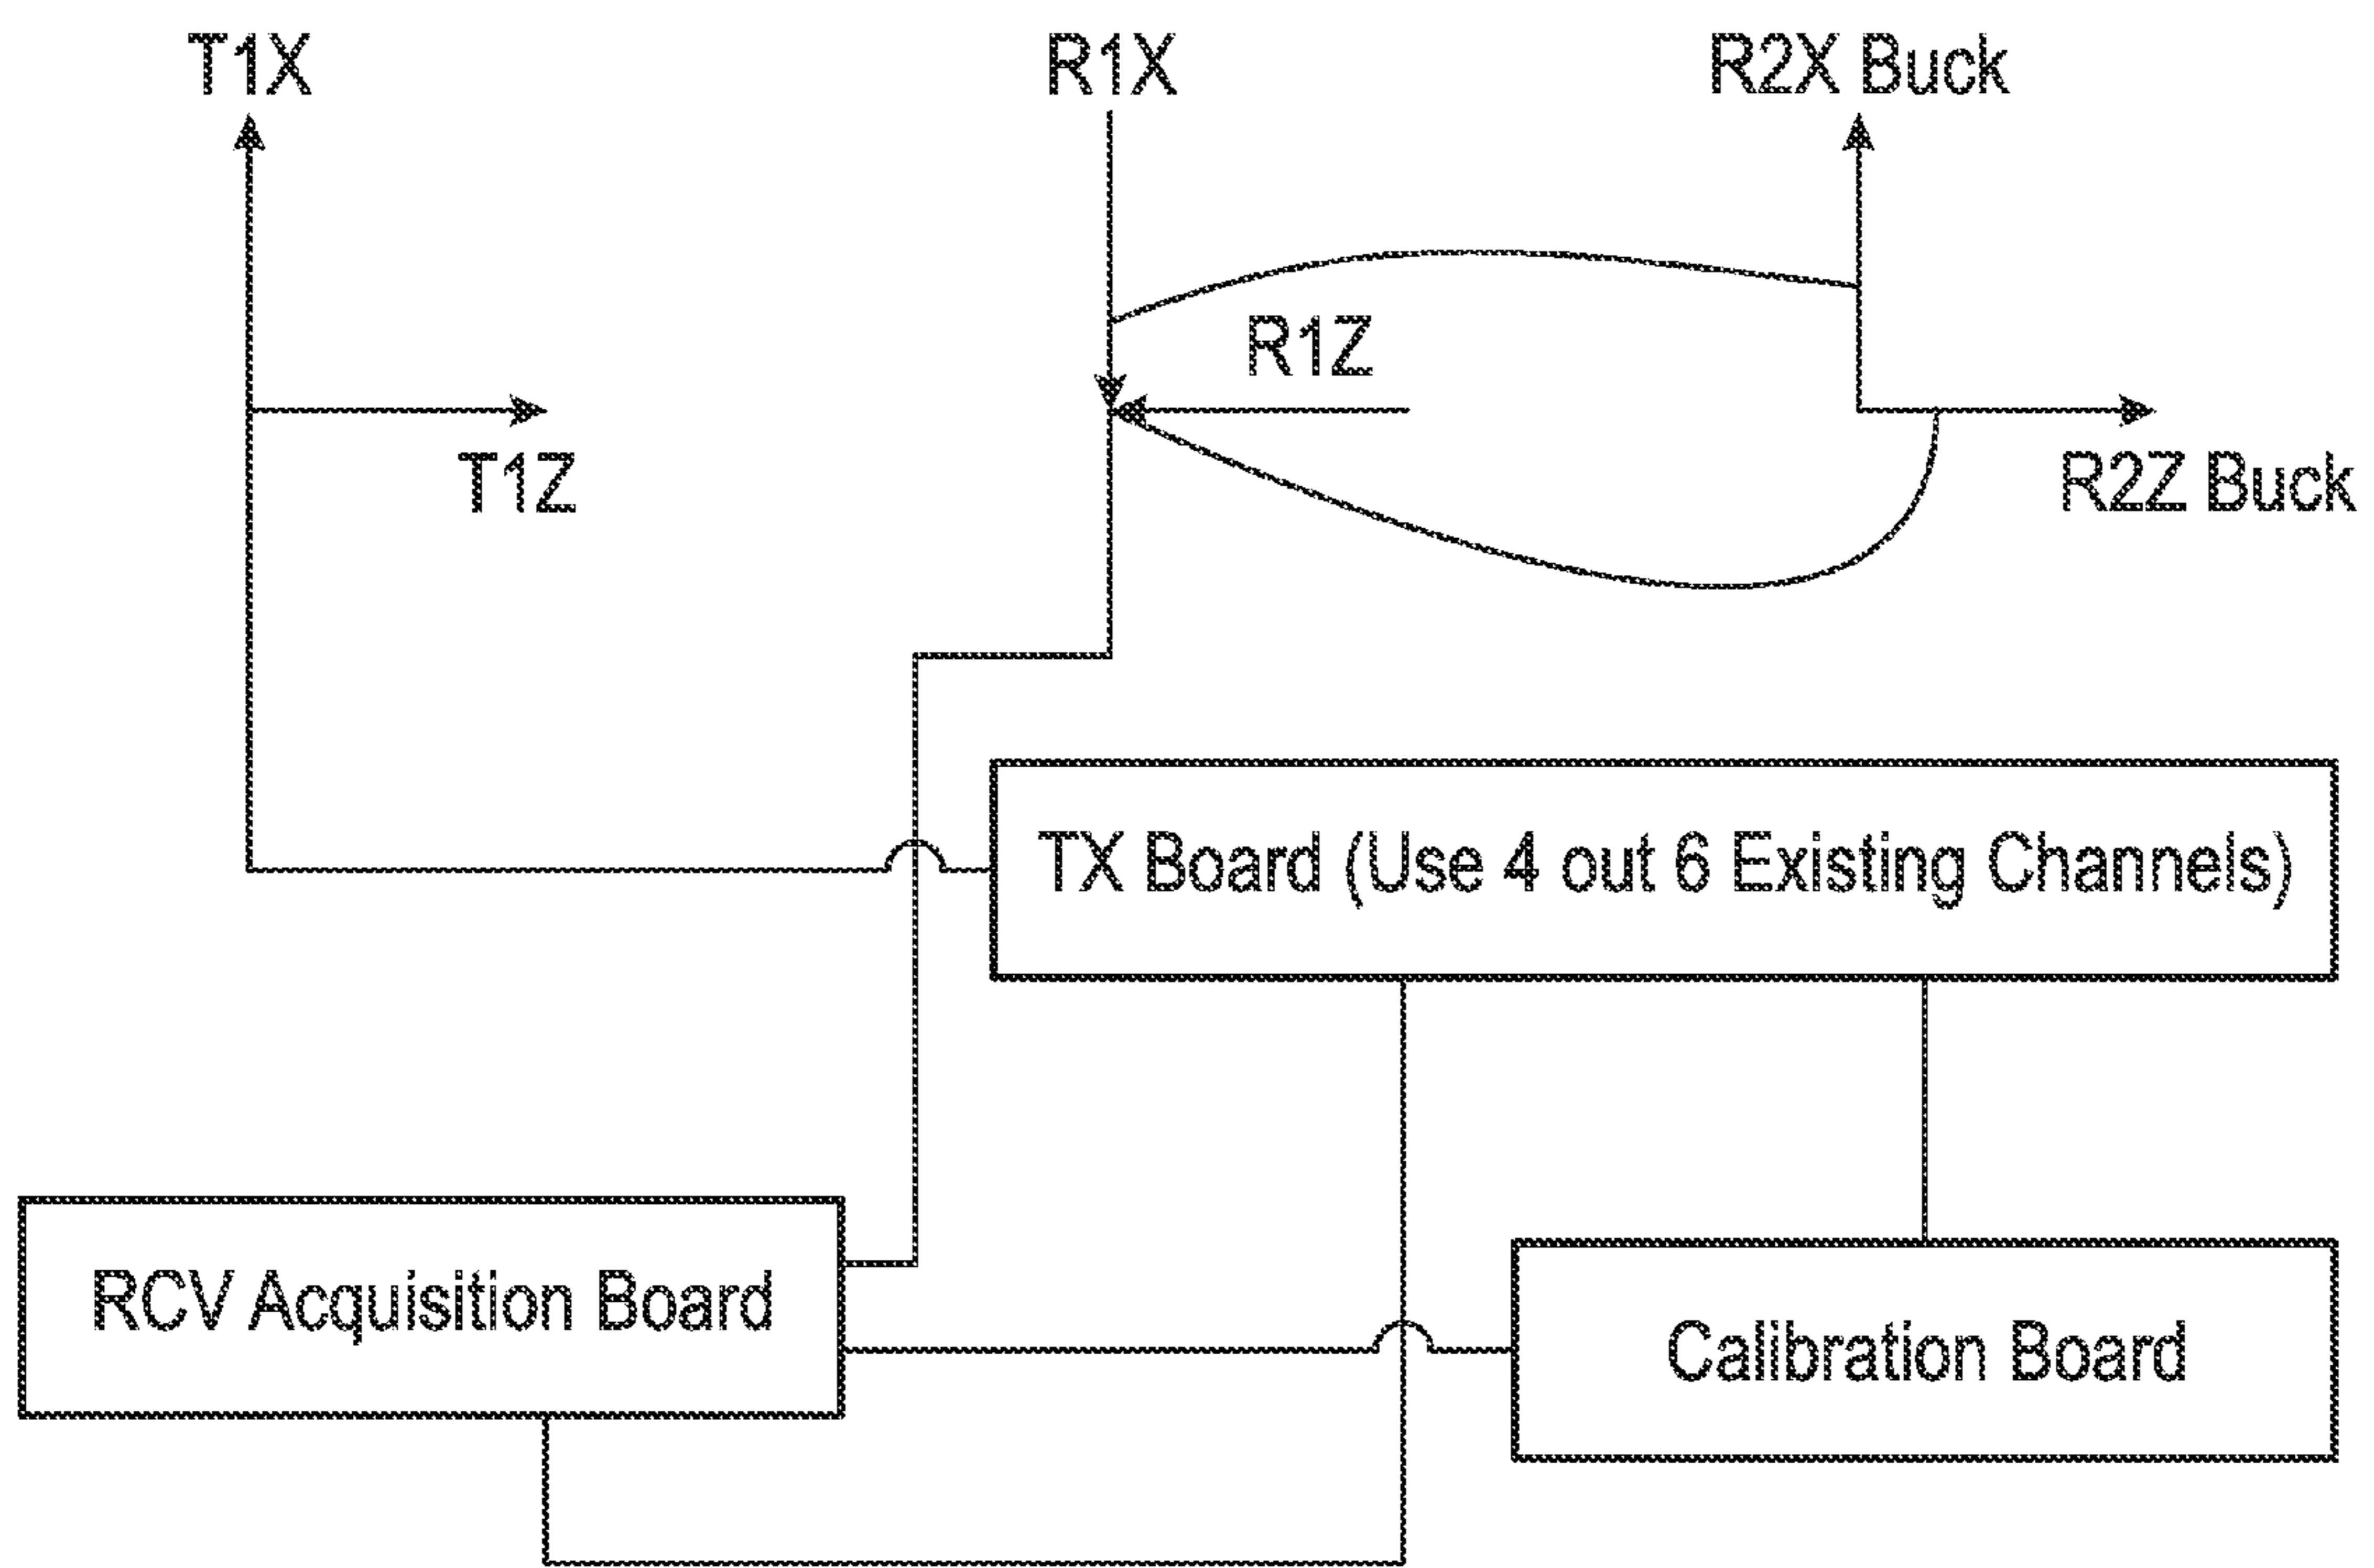 T1X
R1X
R2X Buck
R1Z
T1Z
R2Z Buck
TX Board (Use 4 out 6 Existing Channels)
RCV Acquisition Board
Calibration Board